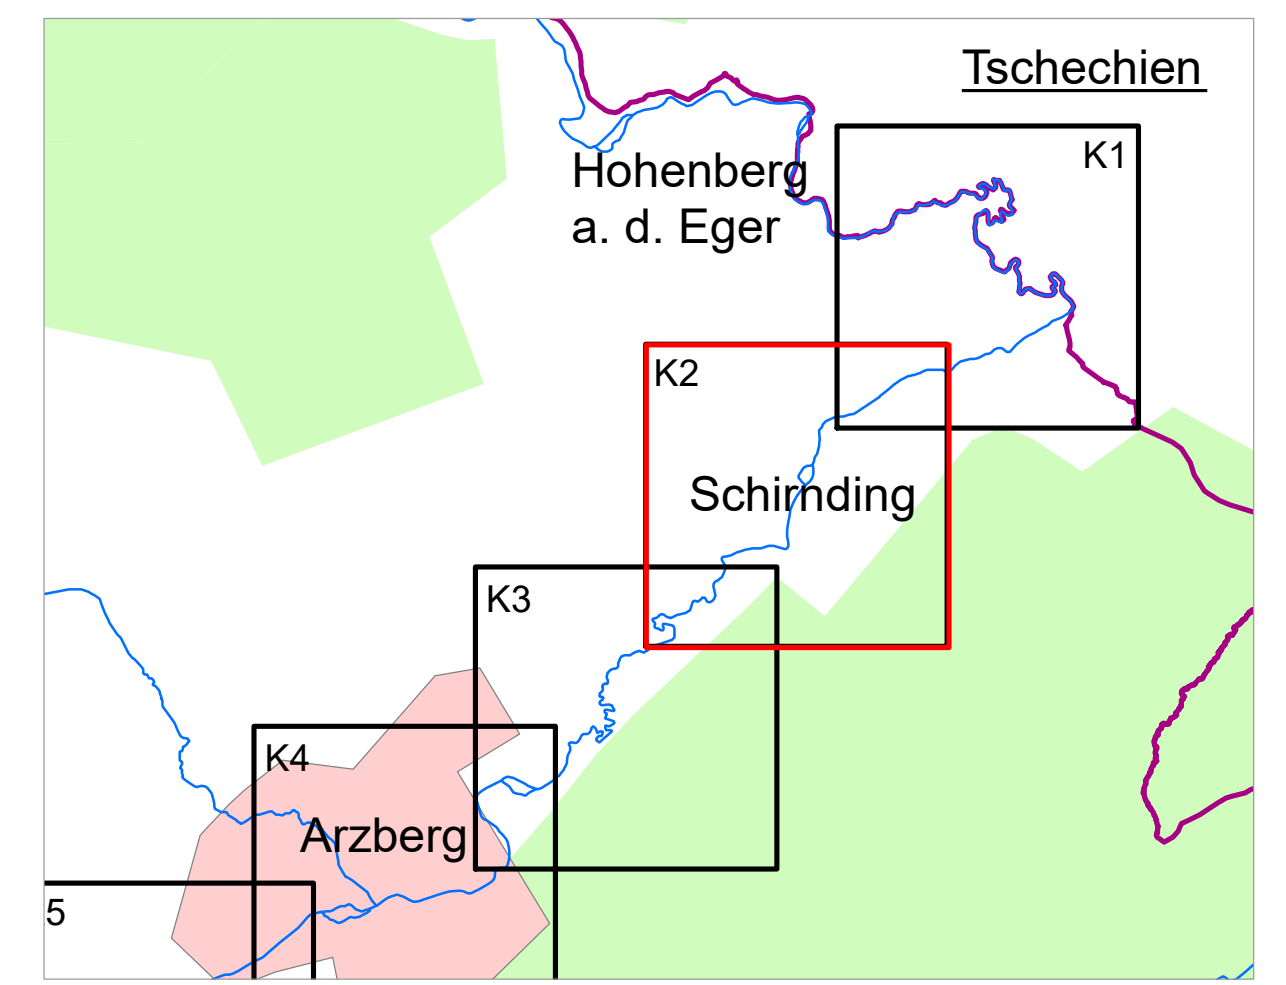 Tschechien
K1
Hohenberg
a. d. Eger
K2
Schirnding
K3
K4
Arzberg
5